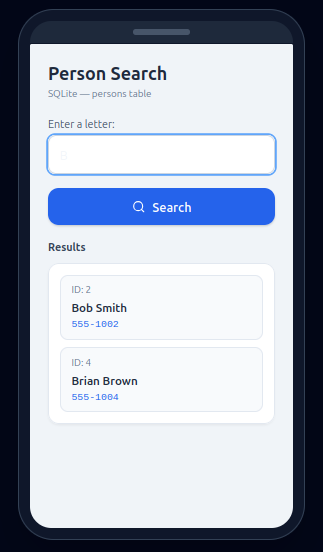 Person Search
SQLite — persons table
Enter a letter:
B
Search
Results
ID: 2
Bob Smith
555-1002
ID: 4
Brian Brown
555-1004